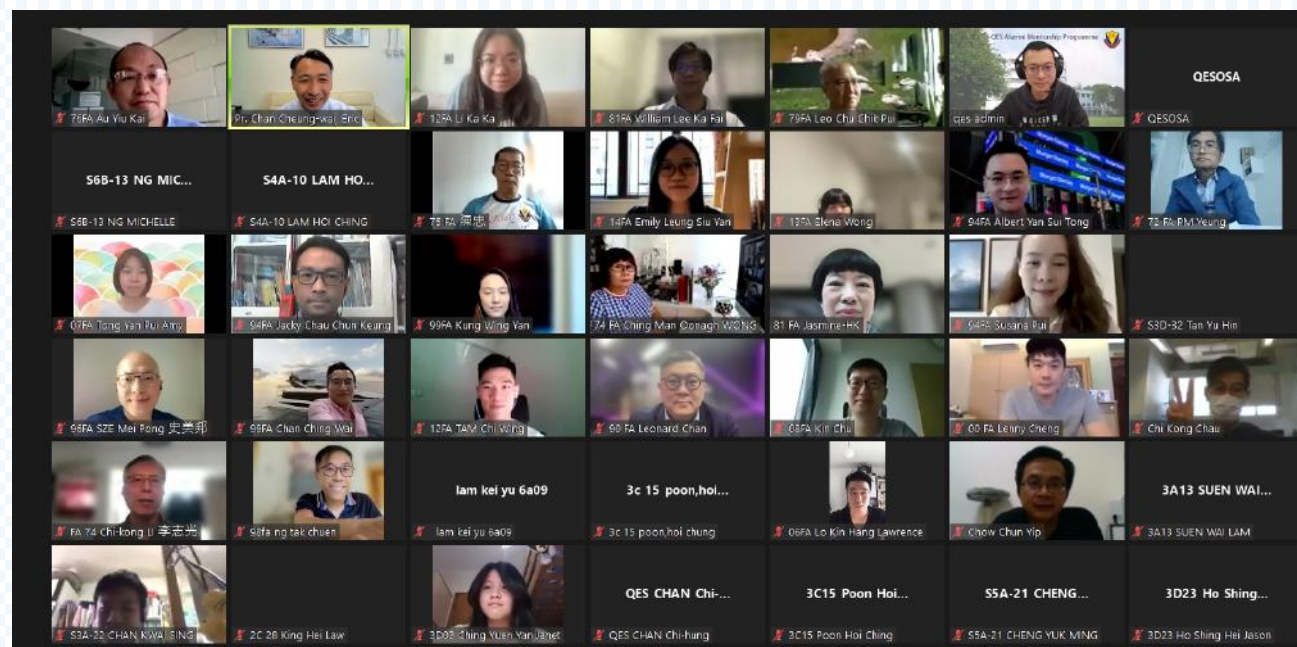 76FA Au Yiu Kai
Pr. Chan Cheung-wai, Eric
12FA Li Ka Ka
81FA William Lee Ka Fai
79FA Leo Chu Chik Pui
QES Alumni Mentorship Programme
qes admin
QESOSA
QESOSA
S6B-13 NG MIC...
S6B-13 NG MICHELLE
S4A-10 LAM HO...
S4A-10 LAM HOI CHING
75 FA
14FA Emily Leung Siu Yan
13FA Elena Wong
94FA Albert Yan Sui Tong
72 FA RM Yeung
07FA Tong Yan Pui Amy
94FA Jacky Chau Chun Keung
99FA Kung Wing Yan
74 FA Ching Man Oonagh WONG
81 FA Jasmine-HK
94FA Susana Pui
S3D-32 Tan Yu Hin
96FA SZE Mei Pong 史美邦
99FA Chan Ching Wai
12FA TAM Chi Wing
90 FA Leonard Chan
03FA Kin Chu
00 FA Lenny Cheng
Chi Kong Chau
FA 74 Chi-kong LI 李志光
98fa ng tak chuen
lam kei yu 6a09
lam kei yu 6a09
3c 15 poon,hoi...
3c 15 poon,hoi chung
06FA Lo Kin Hang Lawrence
Chow Chun Yip
3A13 SUEN WAI...
3A13 SUEN WAI LAM
S3A-22 CHAN KWAI SING
2C 28 King Hei Law
3D02 Ching Yuen Yan Janet
QES CHAN Chi-...
QES CHAN Chi-hung
3C15 Poon Hoi...
3C15 Poon Hoi Ching
S5A-21 CHENG...
S5A-21 CHENG YUK MING
3D23 Ho Shing...
3D23 Ho Shing Hei Jason